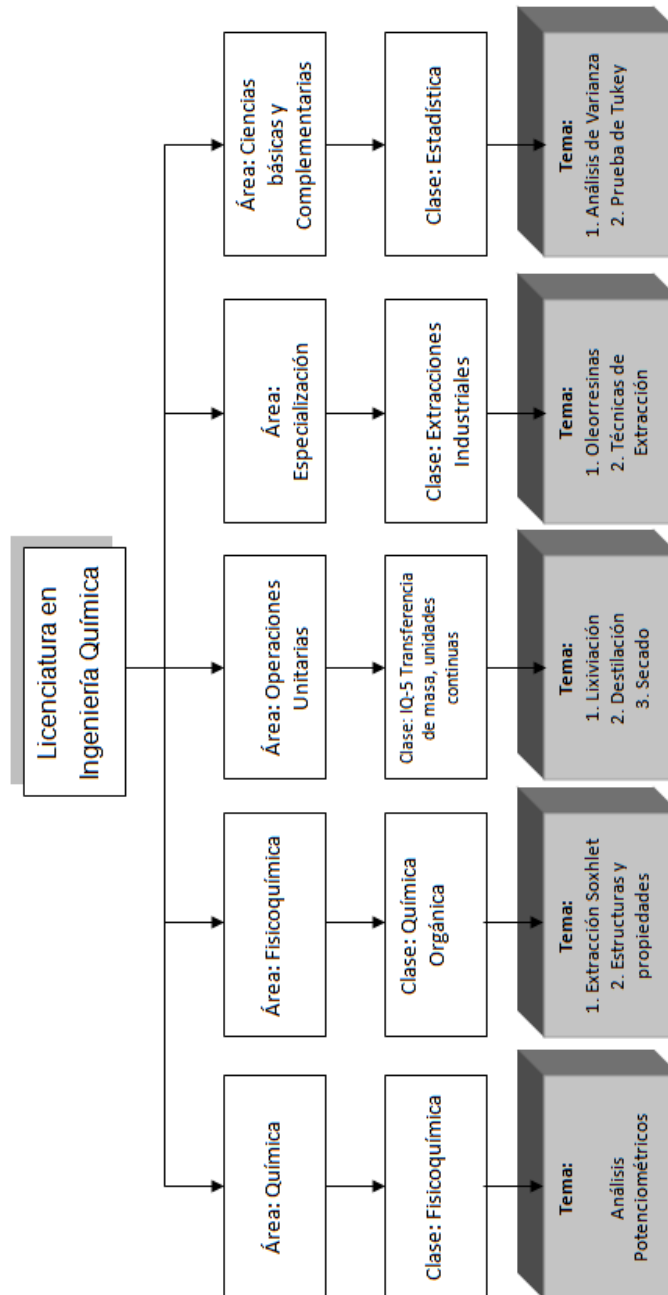 Licenciatura en
Ingeniería Química
Área: Química
Área: Fisicoquímica
Área: Operaciones
Unitarias
Área:
Especialización
Área: Ciencias
básicas y
Complementarias
Clase: Fisicoquímica
Clase: Química
Orgánica
Clase: IQ-5 Transferencia
de masa, unidades
continuas
Clase: Extracciones
Industriales
Clase: Estadística
Tema:
Análisis
Potenciométricos
Tema:
1. Extracción Soxhlet
2. Estructuras y
propiedades
Tema:
1. Lixiviación
2. Destilación
3. Secado
Tema:
1. Oleorresinas
2. Técnicas de
Extracción
Tema:
1. Análisis de Varianza
2. Prueba de Tukey